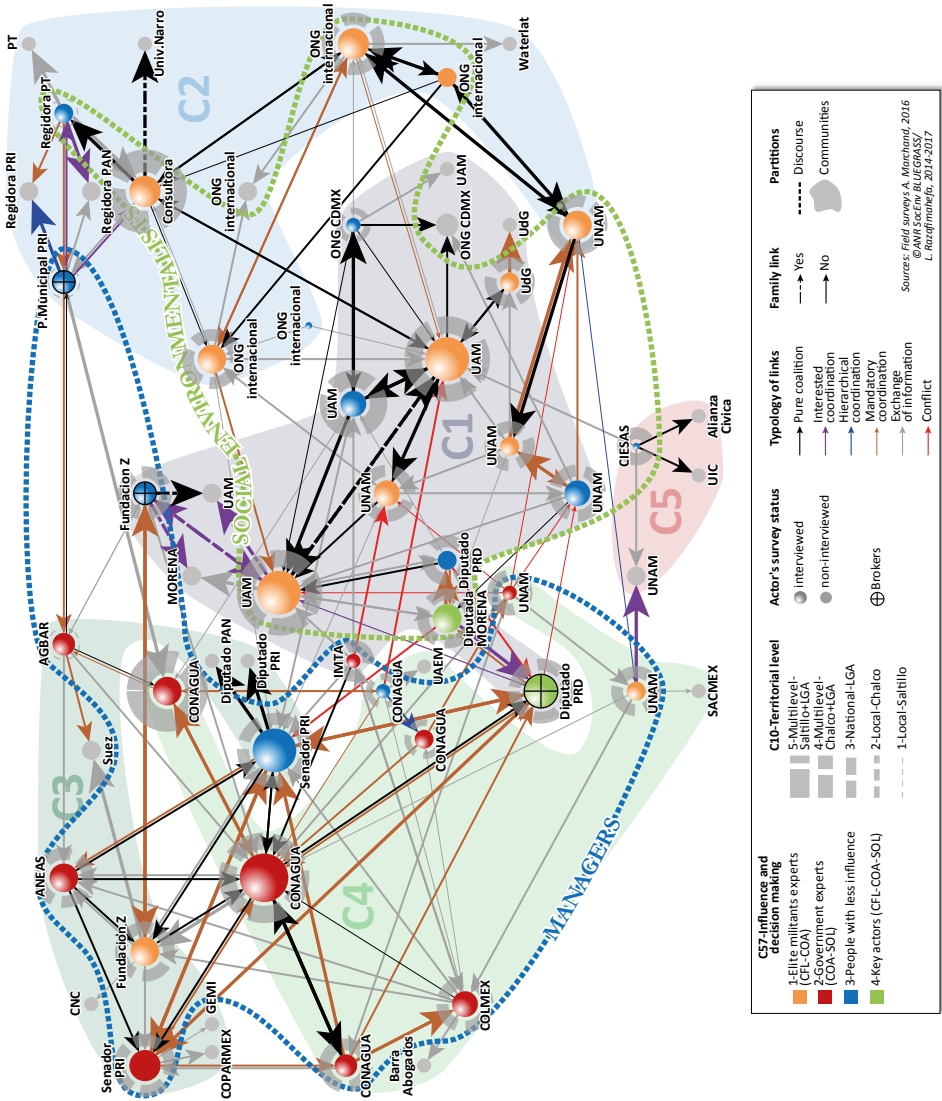 PT
Univ.Narro
Regidora PT
Regidora PRI
Regidora PAN
Consultora
C2
ONG
internacional
ONG
internacional
Waterlat
ONG
internacional
P.Municipal PRI
ONG CDMX
UAM
ONG CDMX
UdG
UdG
UNAM
ONG
internacional
ONG
internacional
UAM
UAM
SOCIAL-ENVIRONMENTALIST
C1
Fundacion Z
UAM
MORENA
UAM
UNAM
UNAM
UNAM
CIESAS
Alianza
Civica
UIC
C5
UNAM
Diputado
PRD
Diputada
MORENA
UNAM
AGBAR
CONAGUA
Diputado PAN
Diputado
PRI
IMTA
UAEM
CONAGUA
CONAGUA
Diputado
PRD
UNAM
SACMEX
Suez
C3
Senador PRI
ANEAS
CONAGUA
C4
MANAGERS
Fundación Z
CNC
GEMI
COPARMEX
Senador
PRI
CONAGUA
Barra
Abogados
COLMEX
C57-Influence and
decision making
1-Elite militants experts
(CFL-COA)
2-Government experts
(COA-SOL)
3-People with less influence
4-Key actors (CFL-COA-SOL)
C10-Territorial level
5-Multilevel-
Saltillo+LGA
4-Multilevel-
Chalco+LGA
3-National-LGA
2-Local-Chalco
1-Local-Saltillo
Actor's survey status
interviewed
non-interviewed
Brokers
Typology of links
Pure coalition
Interested
coordination
Hierarchical
coordination
Mandatory
coordination
Exchange
of information
Conflict
Family link
Yes
No
Partitions
Discourse
Communities
Sources: Field surveys A. Marchand, 2016
©ANR SocEnv BLUEGRASS/
L. Razafimahefa, 2014-2017